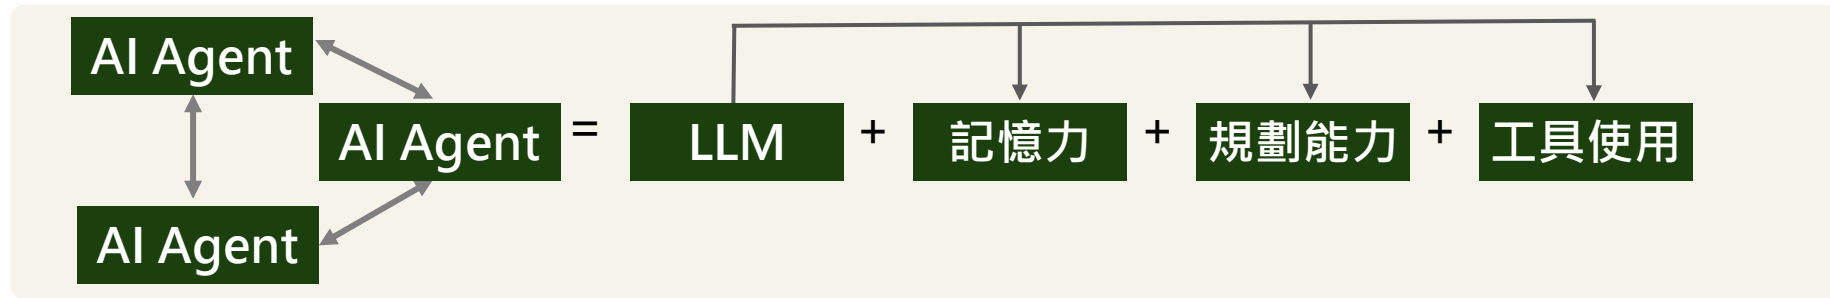 AI Agent
AI Agent = LLM + 記憶力 + 規劃能力 + 工具使用
AI Agent